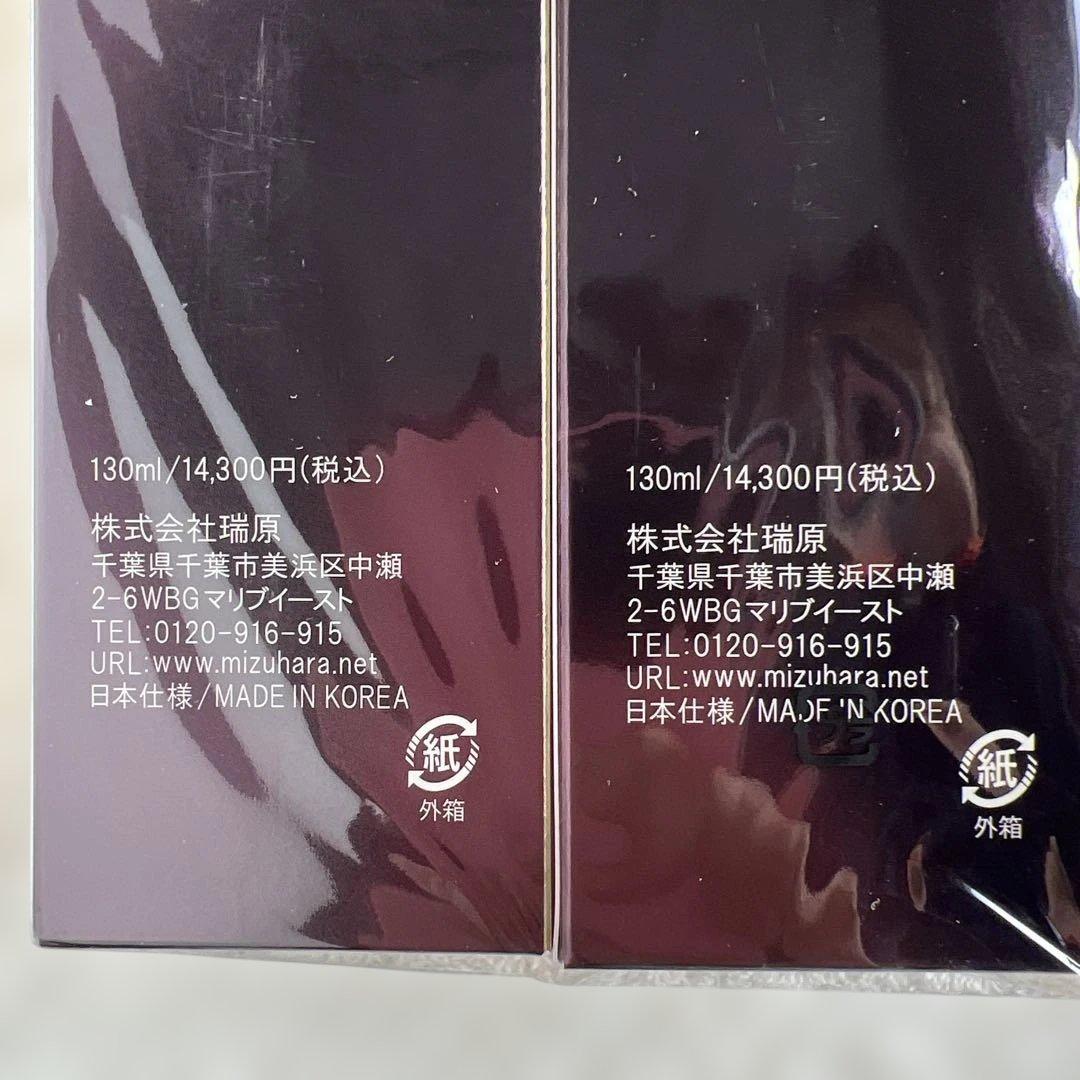 130ml/14,300円(税込)
株式会社瑞原
千葉県千葉市美浜区中瀬
2-6WBGマリブイースト
TEL:0120-916-915
URL:www.mizuhara.net
日本仕様/MADE IN KOREA
紙
外箱
130ml/14,300円(税込)
株式会社瑞原
千葉県千葉市美浜区中瀬
2-6WBGマリブイースト
TEL:0120-916-915
URL:www.mizuhara.net
日本仕様/MADE IN KOREA
プラ
紙
外箱